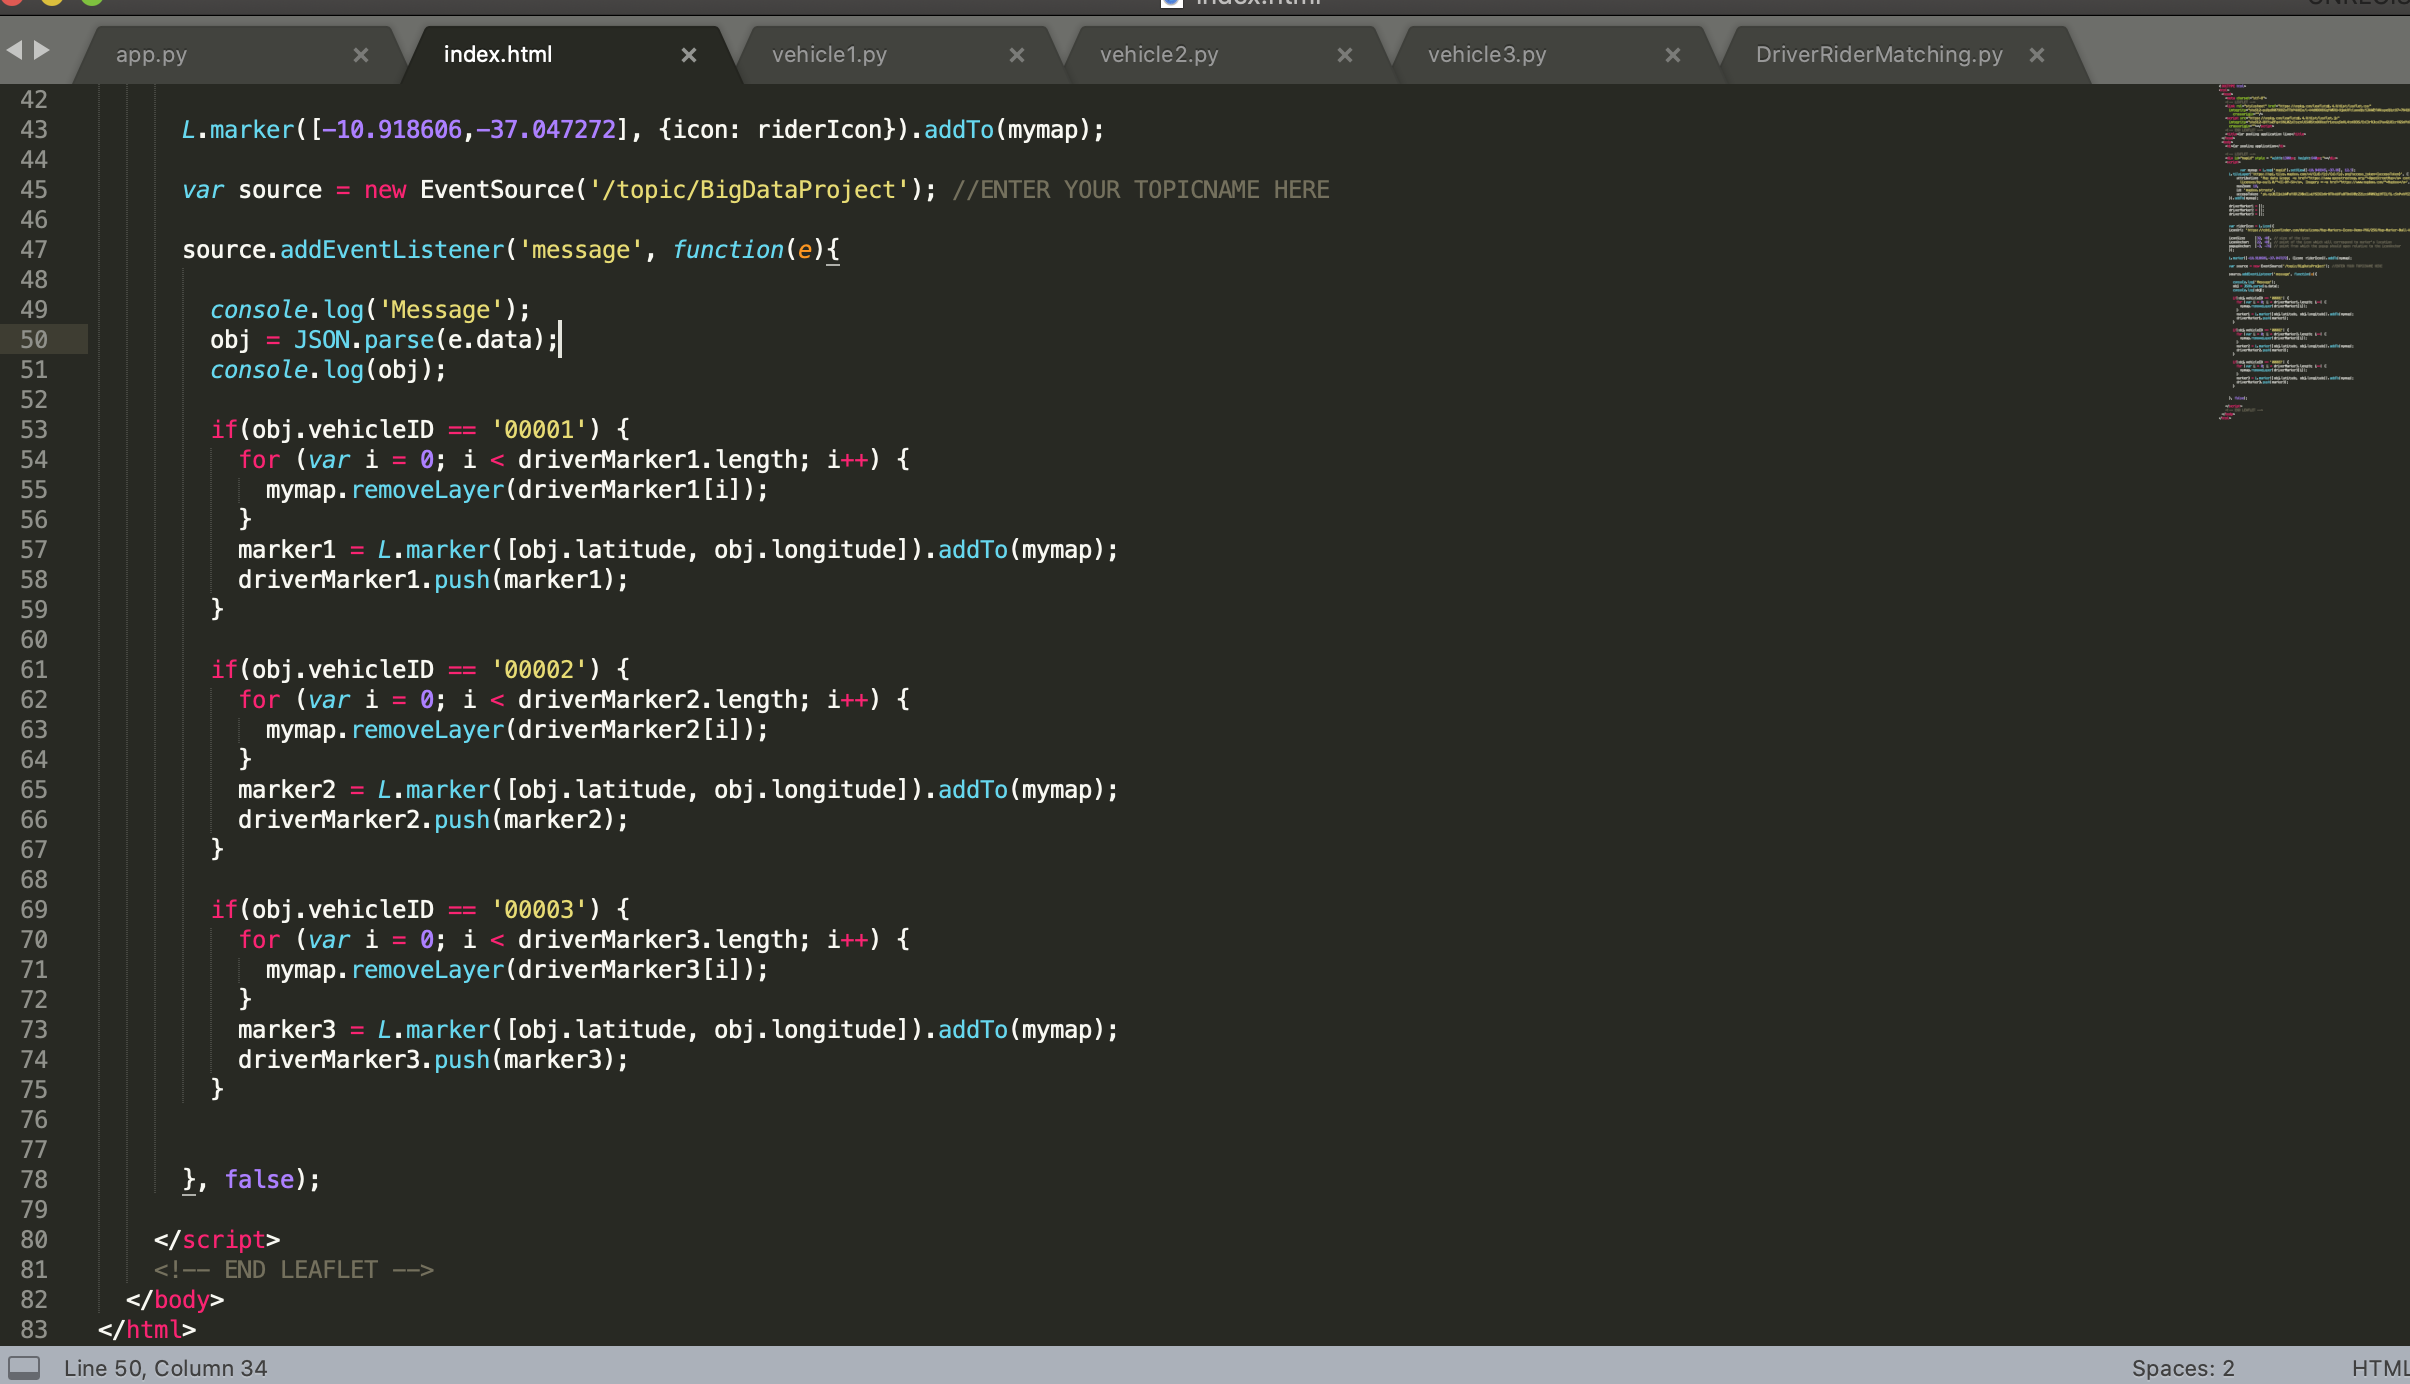 index.html
app.py × index.html × vehicle1.py × vehicle2.py × vehicle3.py × DriverRiderMatching.py ×
42
43 L.marker([-10.918606,-37.047272], {icon: riderIcon}).addTo(mymap);
44
45 var source = new EventSource('/topic/BigDataProject'); //ENTER YOUR TOPICNAME HERE
46
47 source.addEventListener('message', function(e){
48
49 console.log('Message');
50 obj = JSON.parse(e.data);
51 console.log(obj);
52
53 if(obj.vehicleID == '00001') {
54 for (var i = 0; i < driverMarker1.length; i++) {
55 mymap.removeLayer(driverMarker1[i]);
56 }
57 marker1 = L.marker([obj.latitude, obj.longitude]).addTo(mymap);
58 driverMarker1.push(marker1);
59 }
60
61 if(obj.vehicleID == '00002') {
62 for (var i = 0; i < driverMarker2.length; i++) {
63 mymap.removeLayer(driverMarker2[i]);
64 }
65 marker2 = L.marker([obj.latitude, obj.longitude]).addTo(mymap);
66 driverMarker2.push(marker2);
67 }
68
69 if(obj.vehicleID == '00003') {
70 for (var i = 0; i < driverMarker3.length; i++) {
71 mymap.removeLayer(driverMarker3[i]);
72 }
73 marker3 = L.marker([obj.latitude, obj.longitude]).addTo(mymap);
74 driverMarker3.push(marker3);
75 }
76
77
78 }, false);
79
80 </script>
81 <!-- END LEAFLET -->
82 </body>
83 </html>
Line 50, Column 34 Spaces: 2 HTML